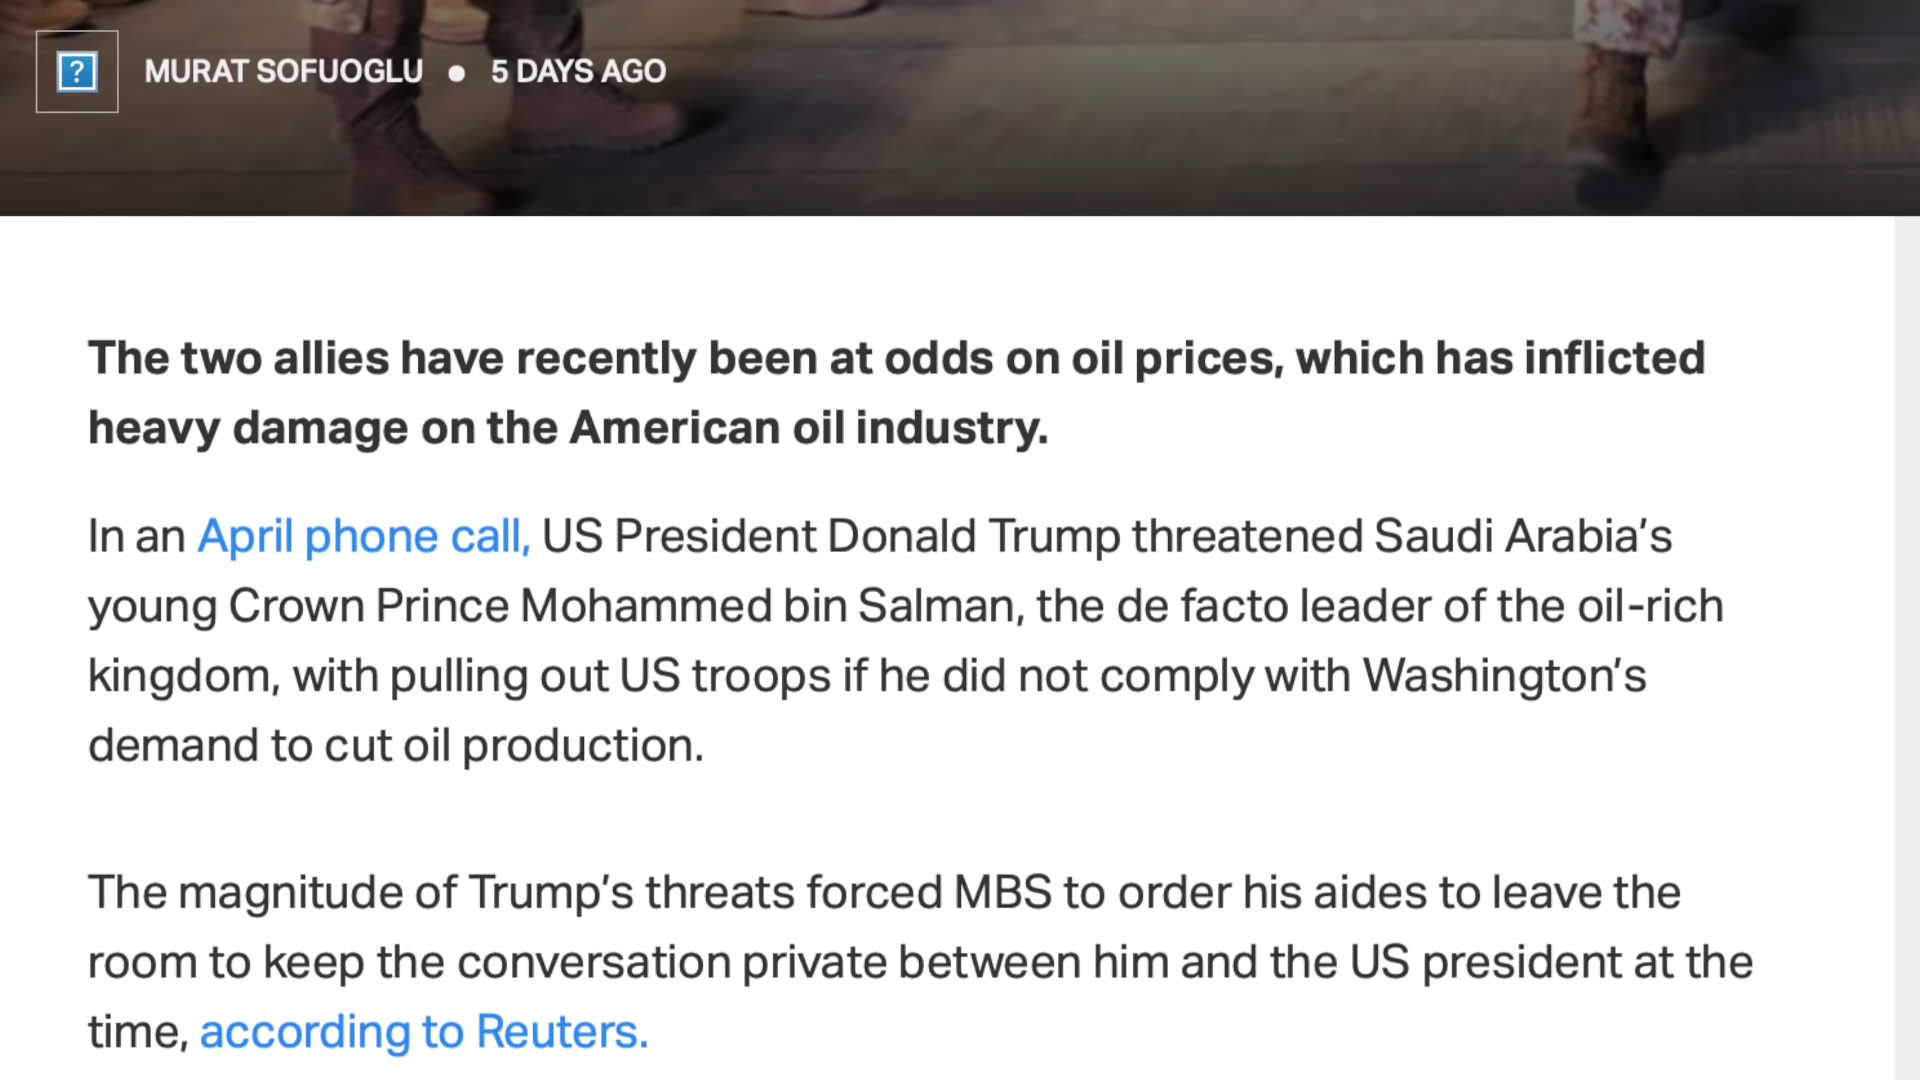 MURAT SOFUOGLU ● 5 DAYS AGO
The two allies have recently been at odds on oil prices, which has inflicted
heavy damage on the American oil industry.
In an April phone call, US President Donald Trump threatened Saudi Arabia's
young Crown Prince Mohammed bin Salman, the de facto leader of the oil-rich
kingdom, with pulling out US troops if he did not comply with Washington's
demand to cut oil production.
The magnitude of Trump's threats forced MBS to order his aides to leave the
room to keep the conversation private between him and the US president at the
time, according to Reuters.